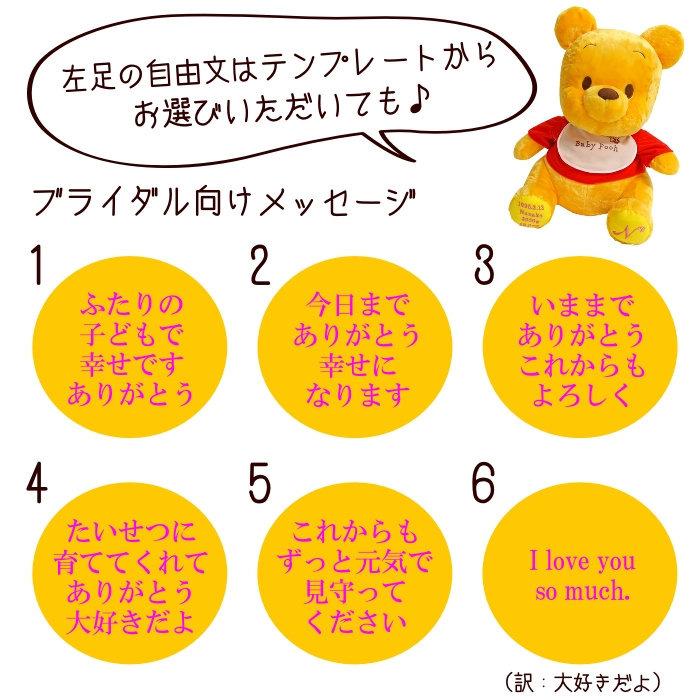 左足の自由文はテンプレートから
お選びいただいても♪
Baby Pooh
ブライダル向けメッセージ
1
ふたりの
子どもで
幸せです
ありがとう
2
今日まで
ありがとう
幸せに
なります
3
いままで
ありがとう
これからも
よろしく
4
たいせつに
育ててくれて
ありがとう
大好きだよ
5
これからも
ずっと元気で
見守って
ください
6
I love you
so much.
（訳：大好きだよ）